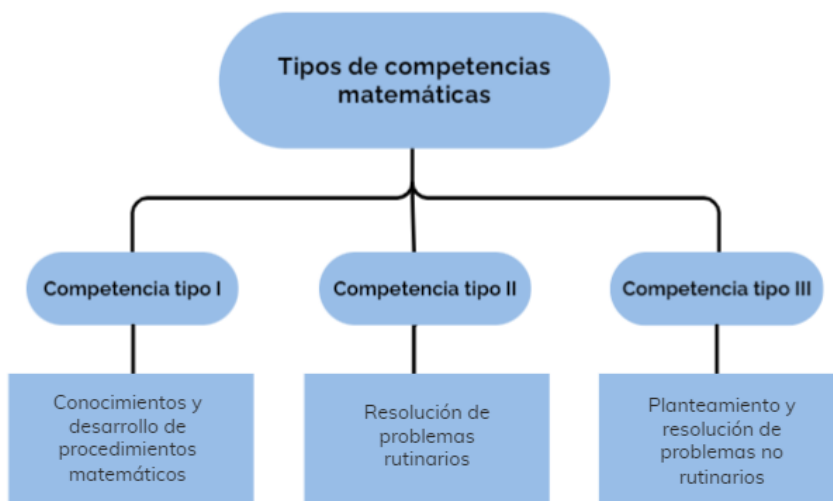 Tipos de competencias
matemáticas
Competencia tipo I
Competencia tipo II
Competencia tipo III
Conocimientos y
desarrollo de
procedimientos
matemáticos
Resolución de
problemas
rutinarios
Planteamiento y
resolución de
problemas no
rutinarios